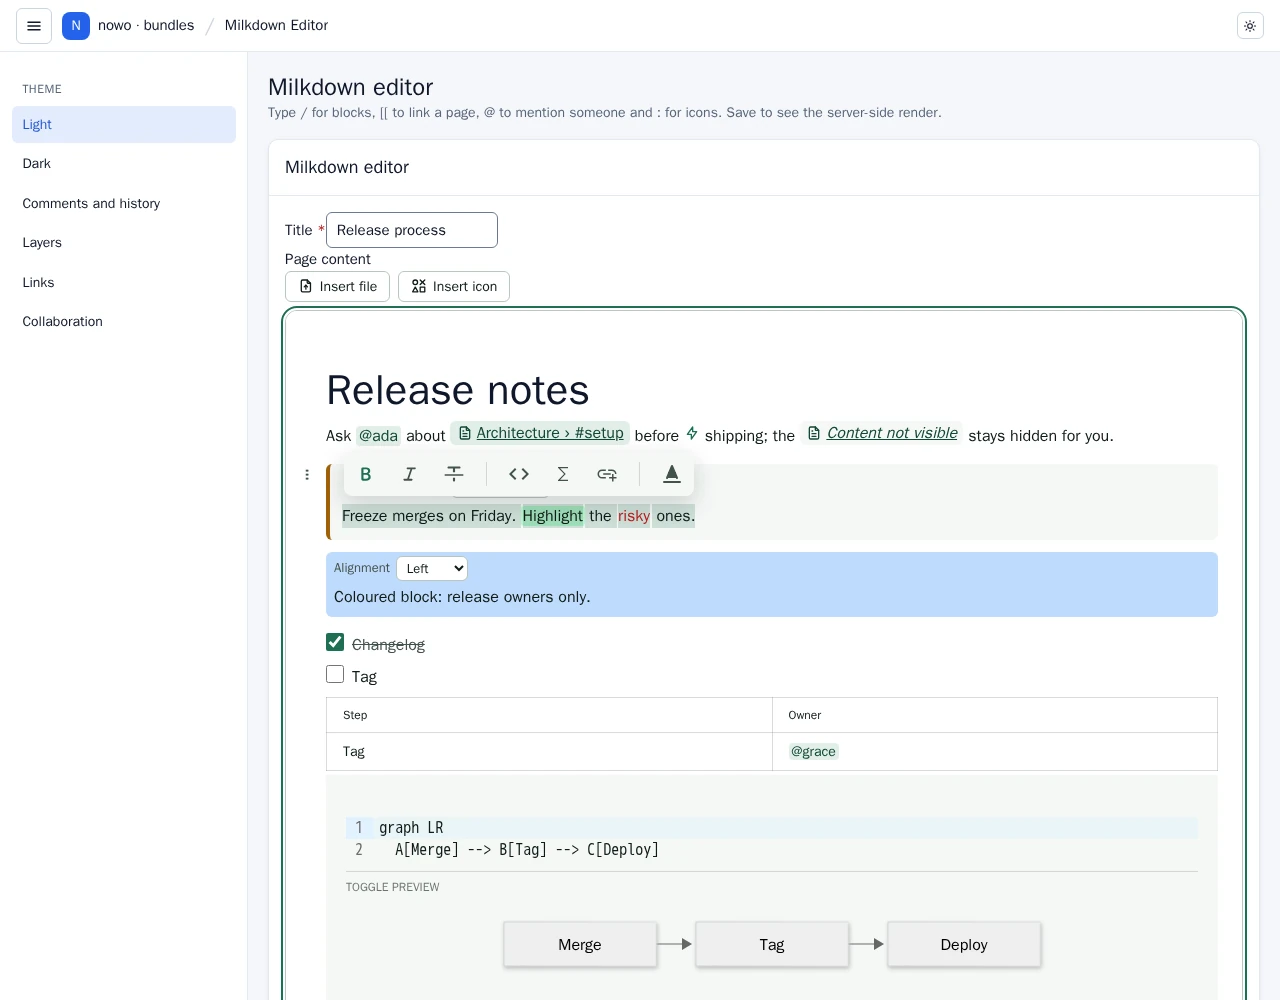 N nowo · bundles / Milkdown Editor
THEME
Light
Dark
Comments and history
Layers
Links
Collaboration
Milkdown editor
Type / for blocks, [[ to link a page, @ to mention someone and : for icons. Save to see the server-side render.
Milkdown editor
Title * Release process
Page content
Insert file Insert icon
Release notes
Ask @ada about Architecture › #setup before shipping; the Content not visible stays hidden for you.
B I T Σ A
Freeze merges on Friday. Highlight the risky ones.
Alignment Left
Coloured block: release owners only.
Changelog
Tag
Step Owner
Tag @grace
1 graph LR
2 A[Merge] --> B[Tag] --> C[Deploy]
TOGGLE PREVIEW
Merge Tag Deploy